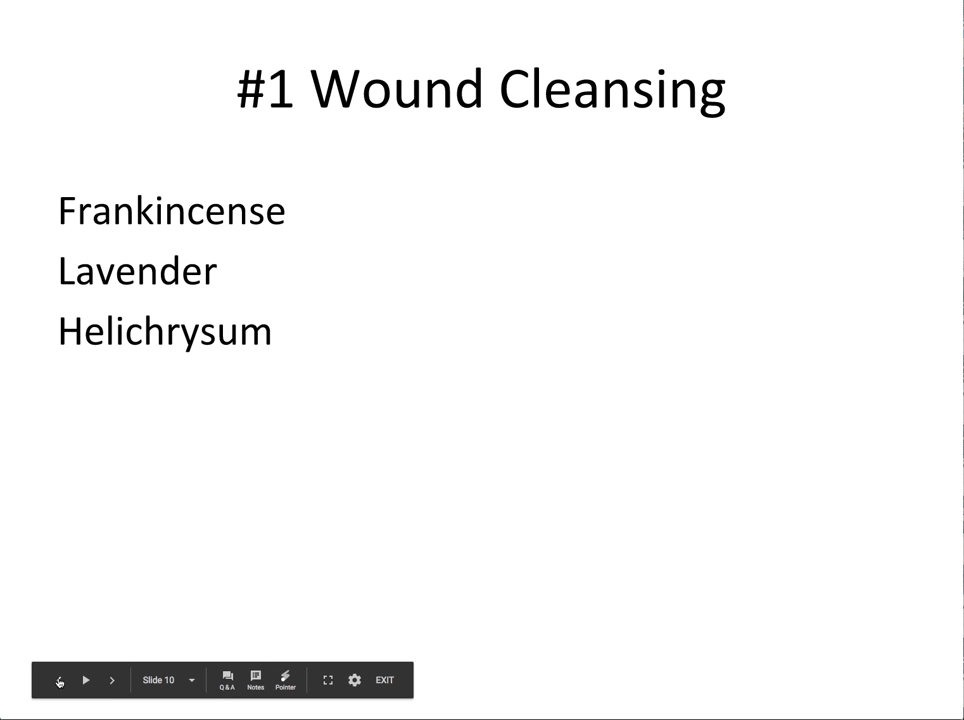 #1 Wound Cleansing
Frankincense
Lavender
Helichrysum
Slide 10
Q & A
Notes
Pointer
EXIT